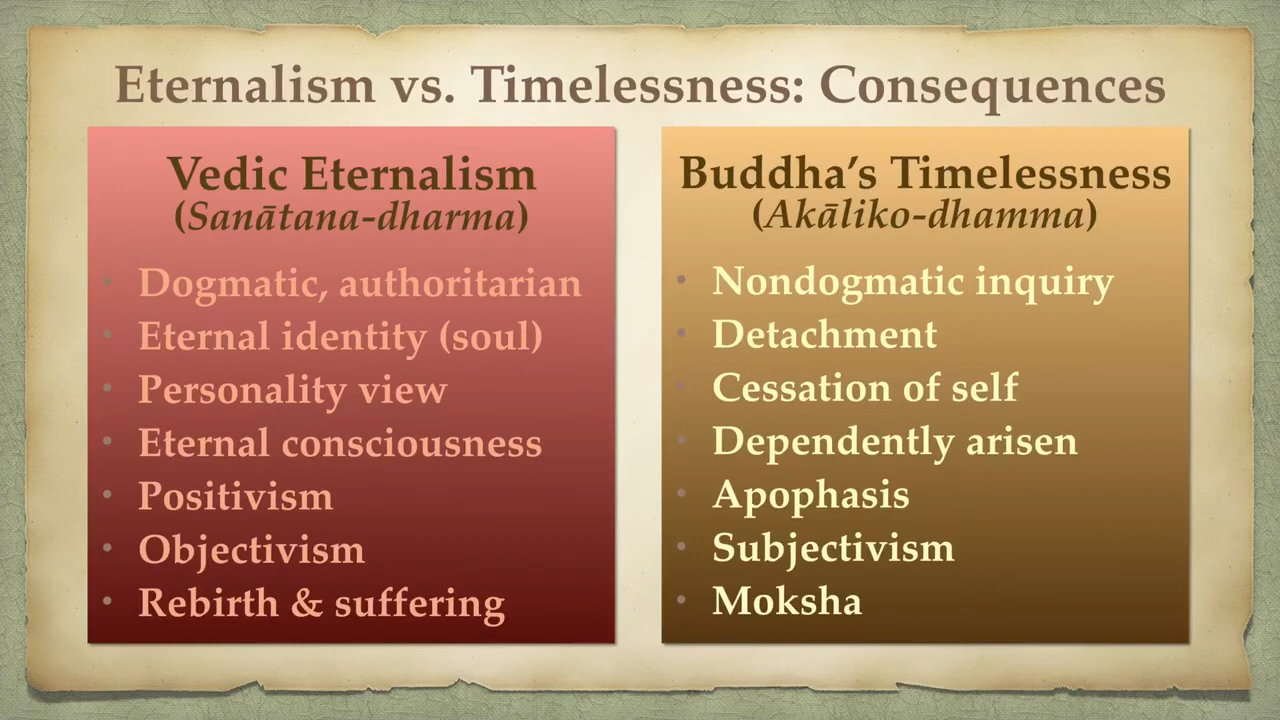 Eternalism vs. Timelessness: Consequences
Vedic Eternalism
(Sanātana-dharma)
• Dogmatic, authoritarian
• Eternal identity (soul)
• Personality view
• Eternal consciousness
• Positivism
• Objectivism
• Rebirth & suffering
Buddha’s Timelessness
(Akāliko-dhamma)
• Nondogmatic inquiry
• Detachment
• Cessation of self
• Dependently arisen
• Apophasis
• Subjectivism
• Moksha